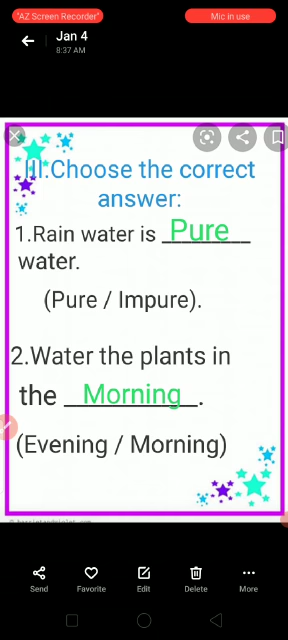 "AZ Screen Recorder"
Mic in use
Jan 4
8:37 AM
III.Choose the correct
answer:
1.Rain water is Pure
water.
(Pure / Impure).
2.Water the plants in
the Morning.
(Evening / Morning)
Send
Favorite
Edit
Delete
More